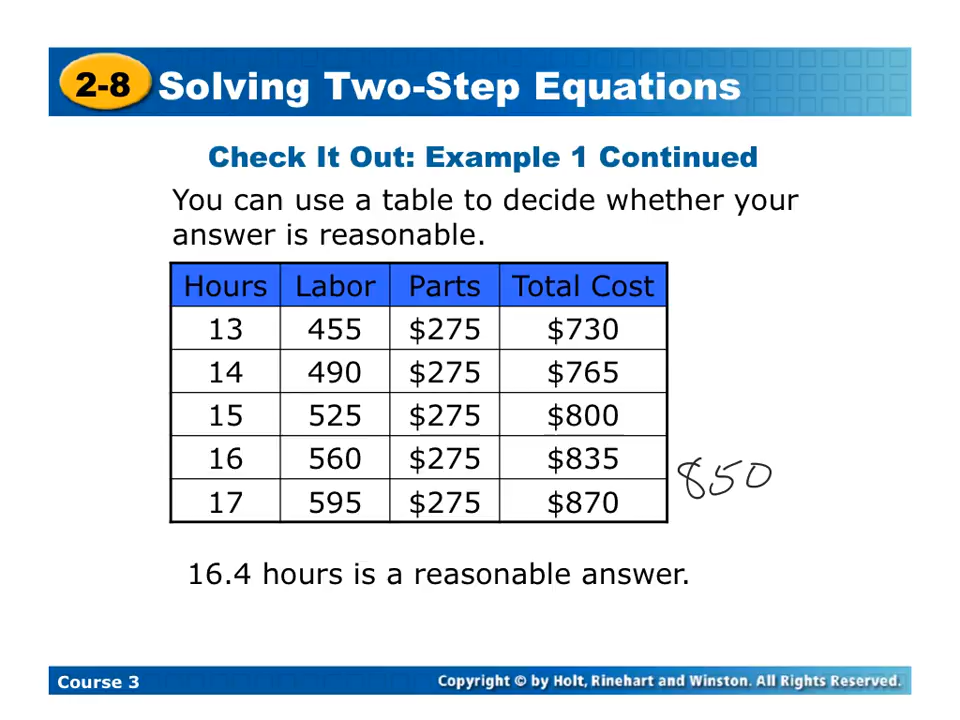 2-8 Solving Two-Step Equations
Check It Out: Example 1 Continued
You can use a table to decide whether your
answer is reasonable.
Hours Labor Parts Total Cost
13 455 $275 $730
14 490 $275 $765
15 525 $275 $800
16 560 $275 $835
850
17 595 $275 $870
16.4 hours is a reasonable answer.
Course 3 Copyright © by Holt, Rinehart and Winston. All Rights Reserved.